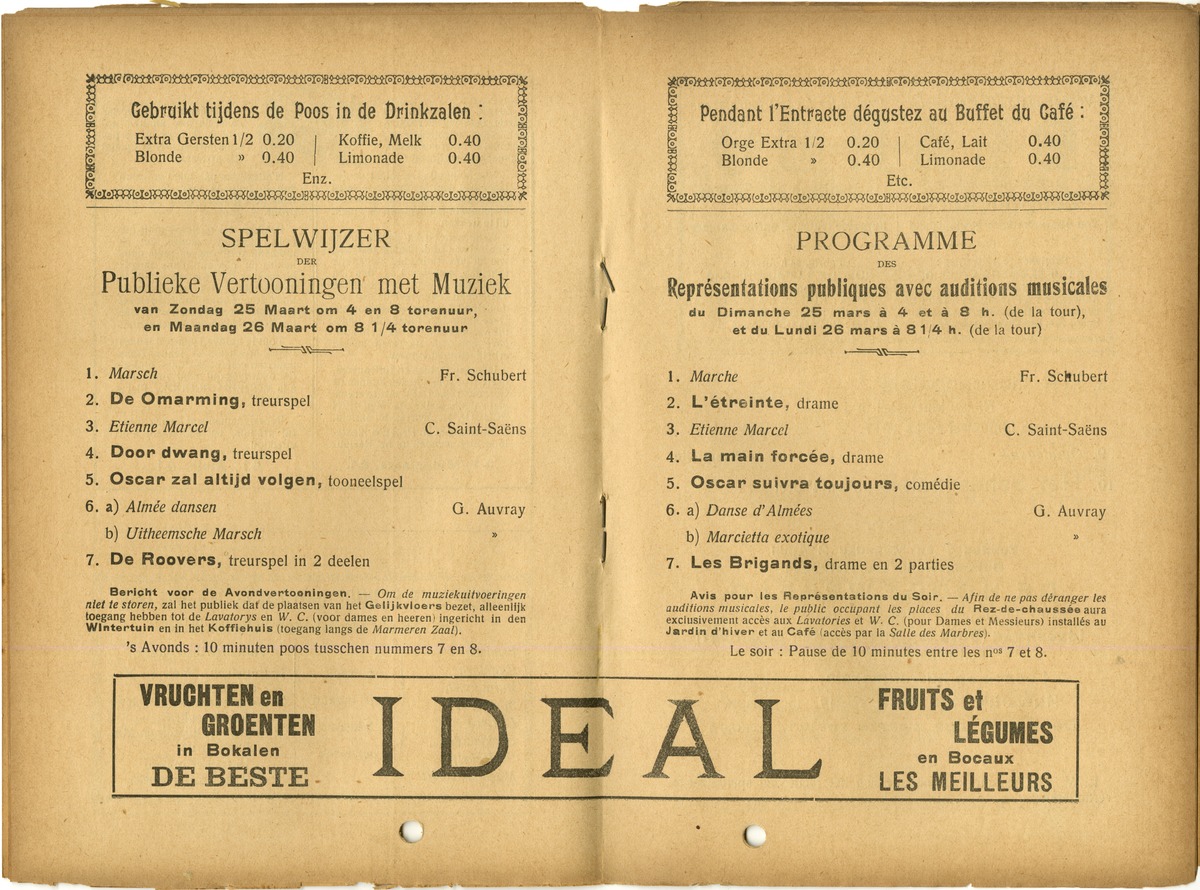 Gebruikt tijdens de Poos in de Drinkzalen :
Extra Gersten 1/2 0.20 | Koffie, Melk 0.40
Blonde » 0.40 | Limonade 0.40
Enz.
SPELWIJZER
DER
Publieke Vertooningen met Muziek
van Zondag 25 Maart om 4 en 8 torenuur,
en Maandag 26 Maart om 8 1/4 torenuur
1. Marsch Fr. Schubert
2. De Omarming, treurspel
3. Etienne Marcel C. Saint-Saëns
4. Door dwang, treurspel
5. Oscar zal altijd volgen, tooneelspel
6. a) Almée dansen G. Auvray
b) Uitheemsche Marsch »
7. De Roovers, treurspel in 2 deelen
Bericht voor de Avondvertooningen. — Om de muziekuitvoeringen
niet te storen, zal het publiek dat de plaatsen van het Gelijkvloers bezet, alleenlijk
toegang hebben tot de Lavatorys en W. C. (voor dames en heeren) ingericht in den
Wintertuin en in het Koffiehuis (toegang langs de Marmeren Zaal).
's Avonds : 10 minuten poos tusschen nummers 7 en 8.
Pendant l'Entracte dégustez au Buffet du Café :
Orge Extra 1/2 0.20 | Café, Lait 0.40
Blonde » 0.40 | Limonade 0.40
Etc.
PROGRAMME
DES
Représentations publiques avec auditions musicales
du Dimanche 25 mars à 4 et à 8 h. (de la tour),
et du Lundi 26 mars à 8 1/4 h. (de la tour)
1. Marche Fr. Schubert
2. L'étreinte, drame
3. Etienne Marcel C. Saint-Saëns
4. La main forcée, drame
5. Oscar suivra toujours, comédie
6. a) Danse d'Almées G. Auvray
b) Marcietta exotique »
7. Les Brigands, drame en 2 parties
Avis pour les Représentations du Soir. — Afin de ne pas déranger les
auditions musicales, le public occupant les places du Rez-de-chaussée aura
exclusivement accès aux Lavatories et W. C. (pour Dames et Messieurs) installés au
Jardin d'hiver et au Café (accès par la Salle des Marbres).
Le soir : Pause de 10 minutes entre les nos 7 et 8.
VRUCHTEN en
GROENTEN
in Bokalen
DE BESTE
IDEAL
FRUITS et
LÉGUMES
en Bocaux
LES MEILLEURS